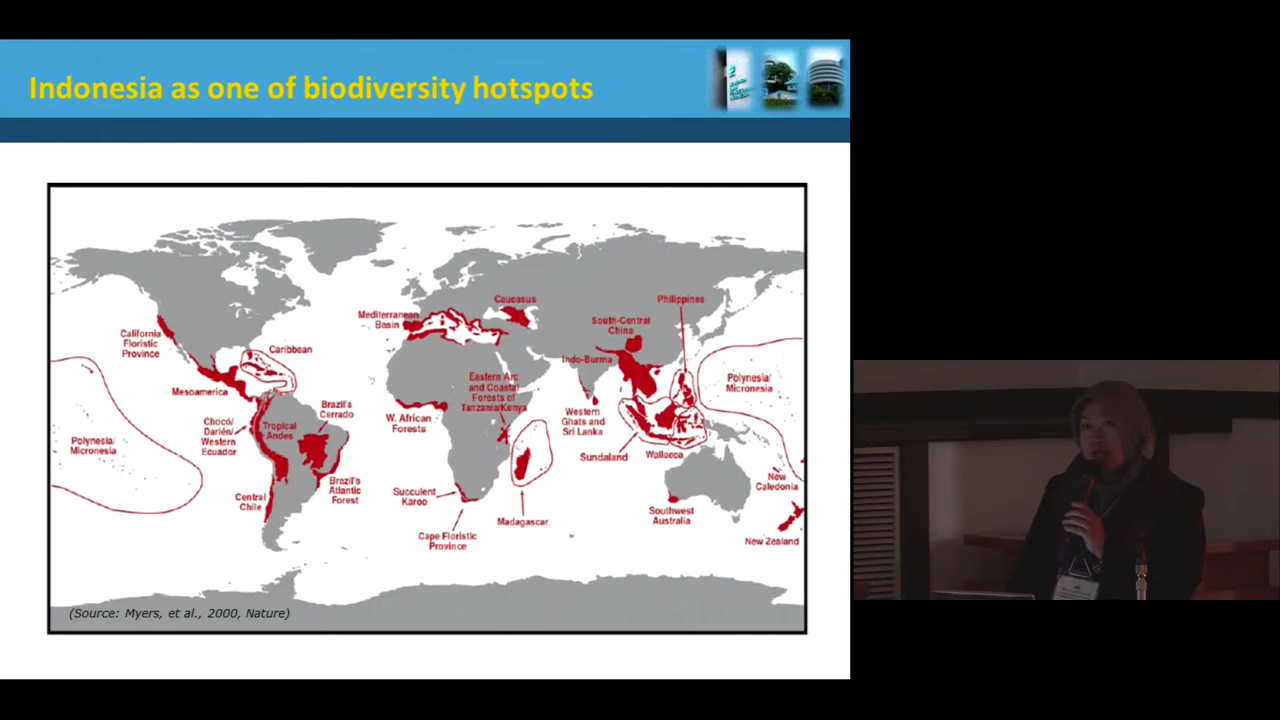 Indonesia as one of biodiversity hotspots
Philippines
Caucasus
Mediterranean
Basin
South-Central
China
California
Floristic
Province
Caribbean
Indo-Burma
Polynesia/
Micronesia
Eastern Arc
and Coastal
Forests of
Tanzania/Kenya
Mesoamerica
Brazil's
Cerrado
Chocó/
Darién/
Western
Ecuador
Tropical
Andes
W. African
Forests
Western
Ghats and
Sri Lanka
Polynesia/
Micronesia
Sundaland
Wallacea
New
Caledonia
Brazil's
Atlantic
Forest
Central
Chile
Succulent
Karoo
Madagascar
Southwest
Australia
Cape Floristic
Province
New Zealand
(Source: Myers, et al., 2000, Nature)